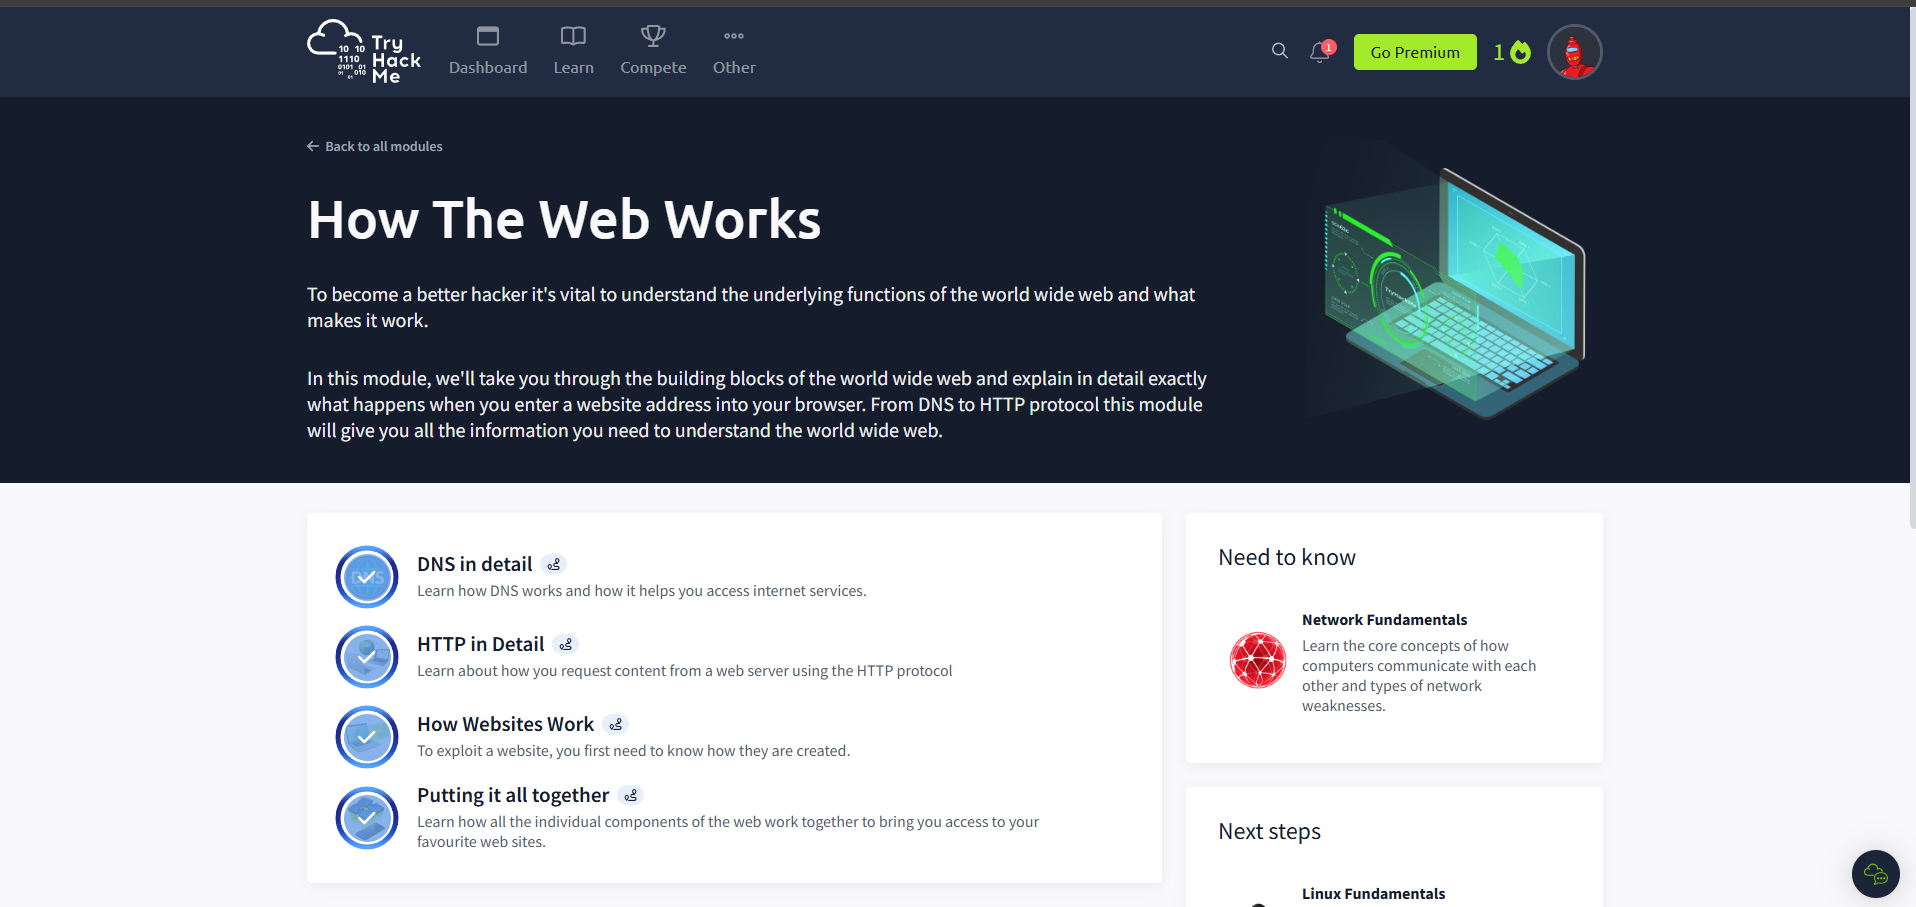 Try
Hack
Me
10 10
1110
0101 01
01 010
01
Dashboard
Learn
Compete
Other
1
Go Premium
1
Back to all modules
How The Web Works
To become a better hacker it's vital to understand the underlying functions of the world wide web and what
makes it work.
In this module, we'll take you through the building blocks of the world wide web and explain in detail exactly
what happens when you enter a website address into your browser. From DNS to HTTP protocol this module
will give you all the information you need to understand the world wide web.
DNS
DNS in detail
Learn how DNS works and how it helps you access internet services.
HTTP in Detail
Learn about how you request content from a web server using the HTTP protocol
How Websites Work
To exploit a website, you first need to know how they are created.
Putting it all together
Learn how all the individual components of the web work together to bring you access to your
favourite web sites.
Need to know
Network Fundamentals
Learn the core concepts of how
computers communicate with each
other and types of network
weaknesses.
Next steps
Linux Fundamentals